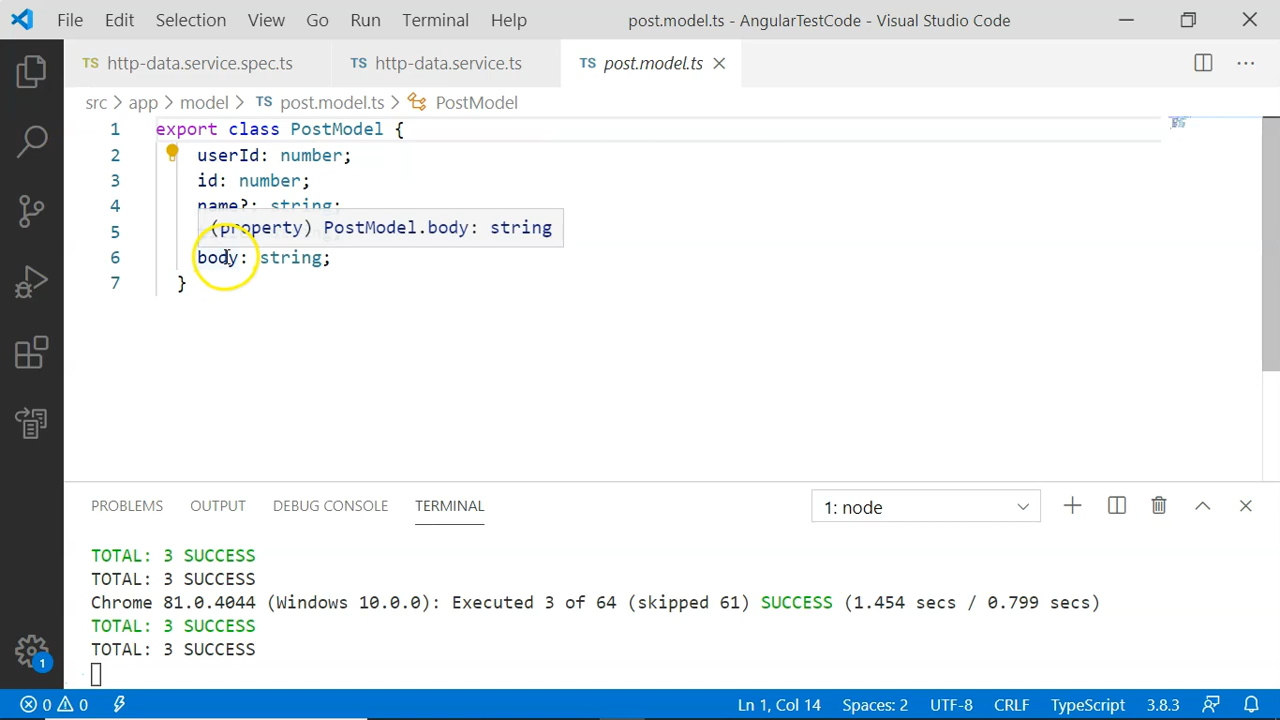 File Edit Selection View Go Run Terminal Help post.model.ts - AngularTestCode - Visual Studio Code
TS http-data.service.spec.ts TS http-data.service.ts TS post.model.ts
src > app > model > TS post.model.ts > PostModel
1 export class PostModel {
2 userId: number;
3 id: number;
4 name?: string;
(property) PostModel.body: string
5
6 body: string;
7 }
PROBLEMS OUTPUT DEBUG CONSOLE TERMINAL 1: node
TOTAL: 3 SUCCESS
TOTAL: 3 SUCCESS
Chrome 81.0.4044 (Windows 10.0.0): Executed 3 of 64 (skipped 61) SUCCESS (1.454 secs / 0.799 secs)
TOTAL: 3 SUCCESS
TOTAL: 3 SUCCESS
1
0 0 Ln 1, Col 14 Spaces: 2 UTF-8 CRLF TypeScript 3.8.3